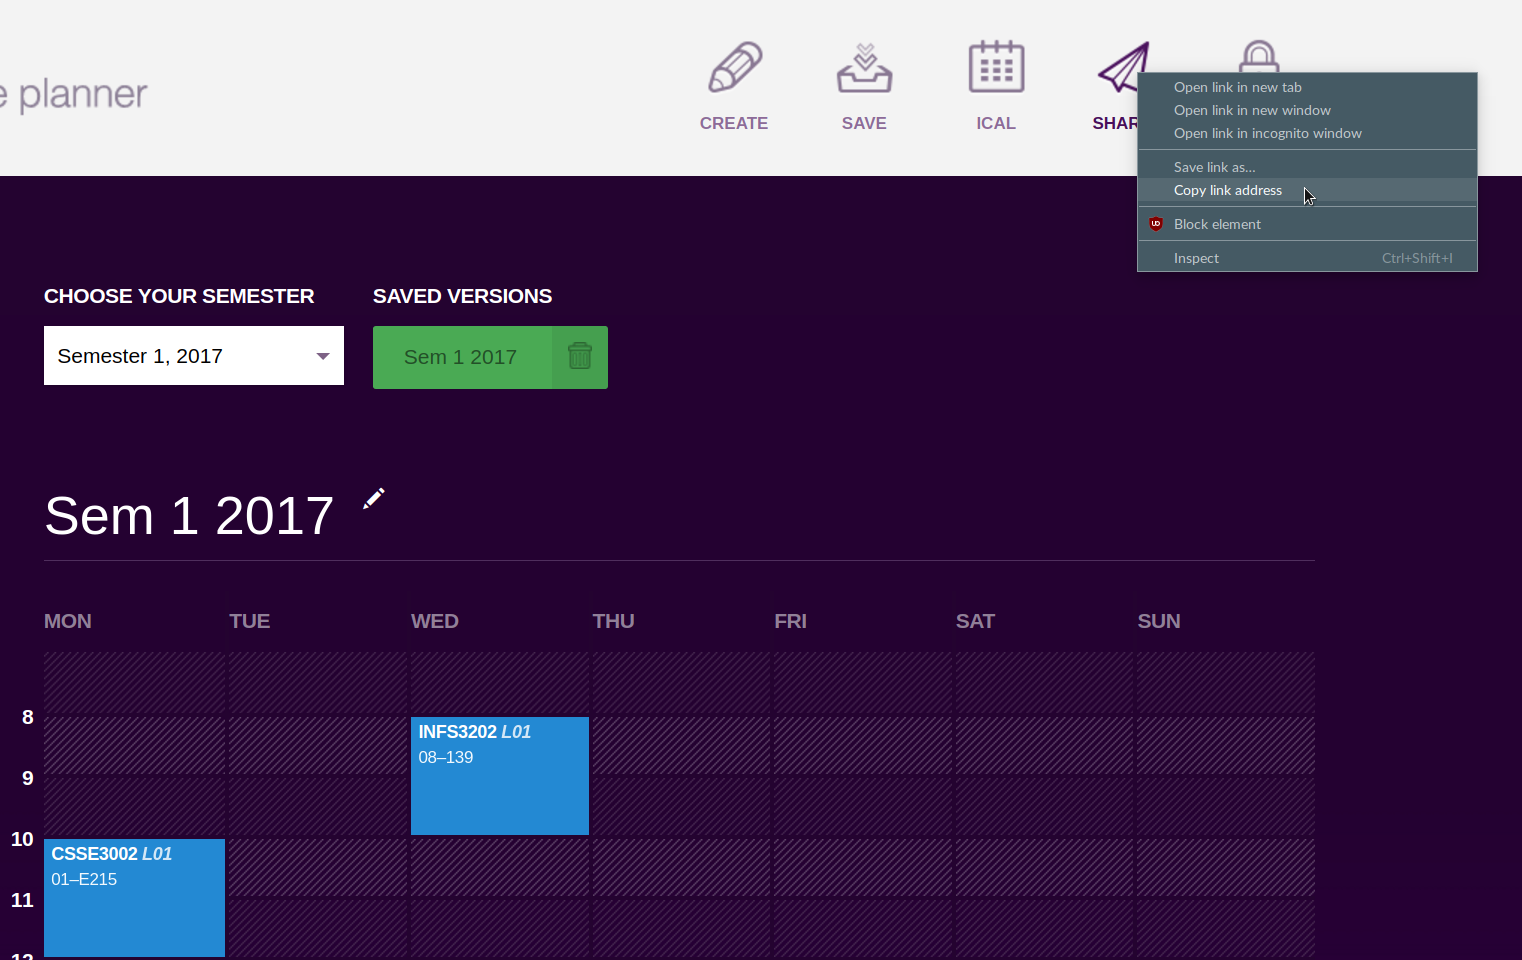 e planner
CREATE
SAVE
ICAL
SHAR
Open link in new tab
Open link in new window
Open link in incognito window
Save link as...
Copy link address
Block element
Inspect Ctrl+Shift+I
CHOOSE YOUR SEMESTER
SAVED VERSIONS
Semester 1, 2017
Sem 1 2017
Sem 1 2017
MON TUE WED THU FRI SAT SUN
8
INFS3202 L01
08–139
9
10
CSSE3002 L01
01–E215
11
12